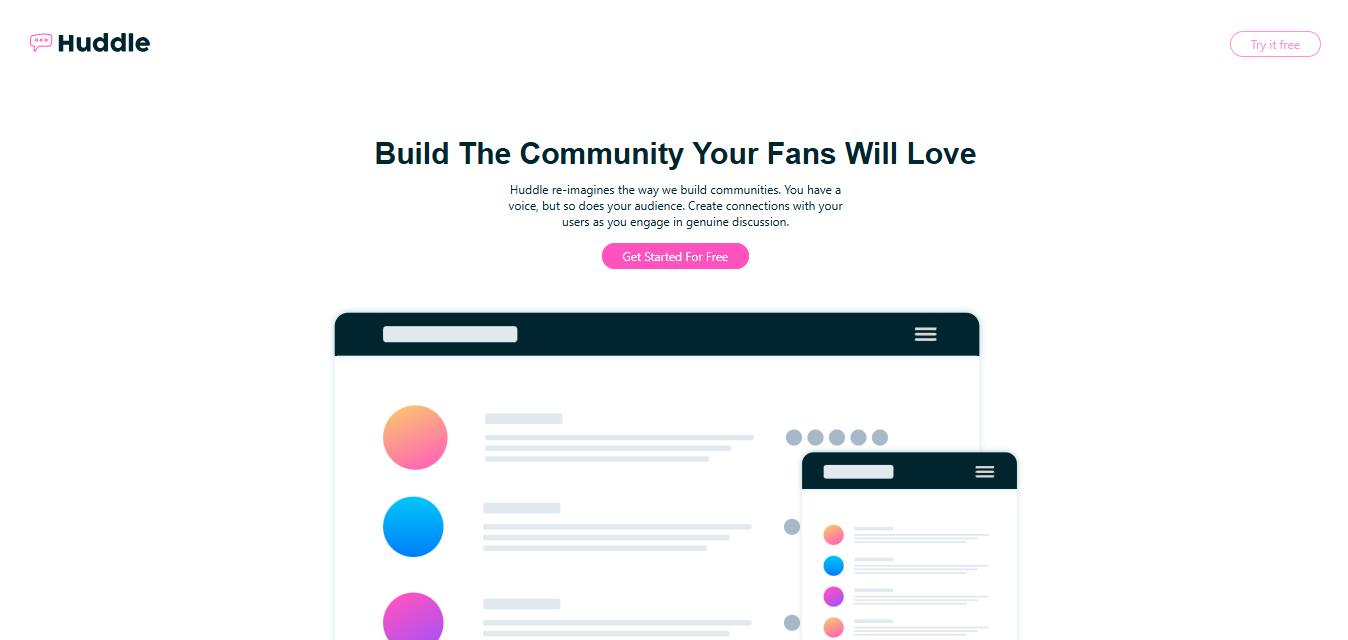 Huddle
Try it free
Build The Community Your Fans Will Love
Huddle re-imagines the way we build communities. You have a
voice, but so does your audience. Create connections with your
users as you engage in genuine discussion.
Get Started For Free